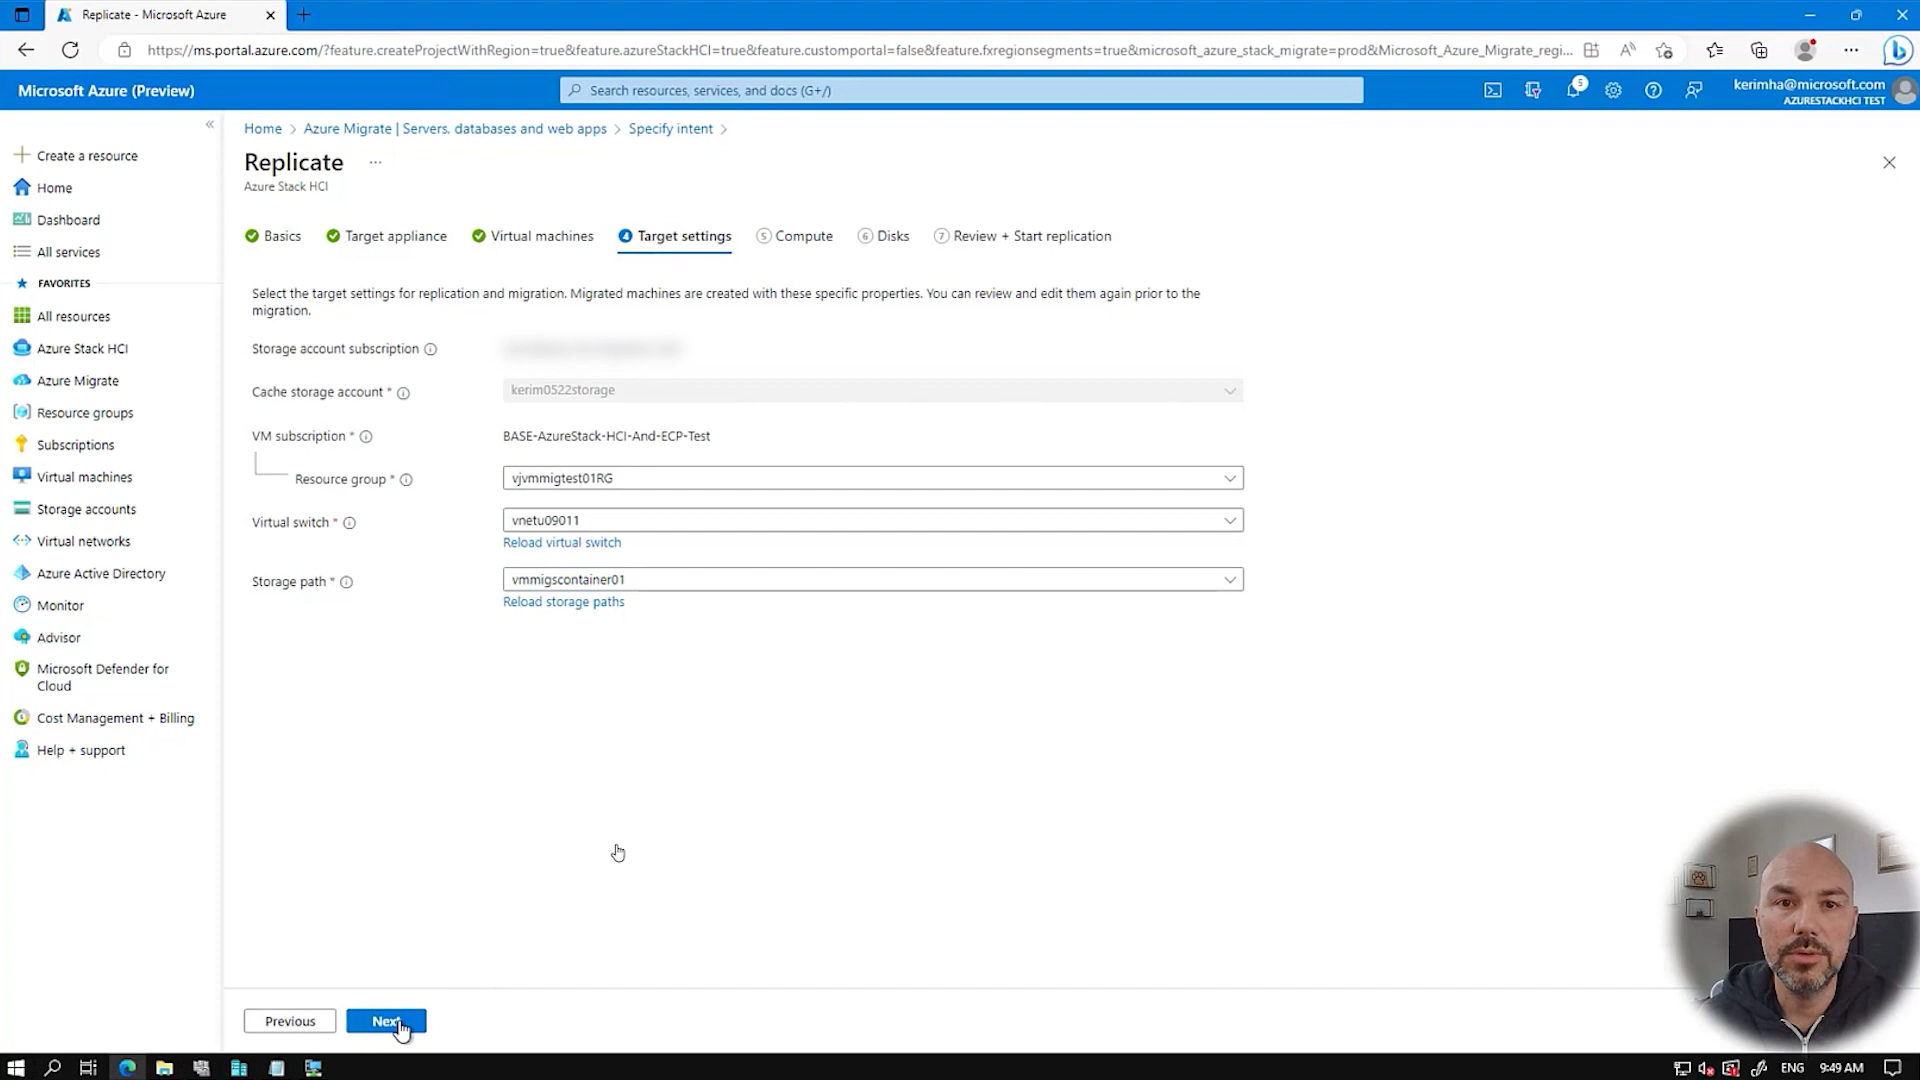 Replicate - Microsoft Azure
https://ms.portal.azure.com/?feature.createProjectWithRegion=true&feature.azureStackHCI=true&feature.customportal=false&feature.fxregionsegments=true&microsoft_azure_stack_migrate=prod&Microsoft_Azure_Migrate_regi...
Microsoft Azure (Preview)
Search resources, services, and docs (G+/)
5
kerimha@microsoft.com
AZURESTACKHCI TEST
Create a resource
Home
Dashboard
All services
FAVORITES
All resources
Azure Stack HCI
Azure Migrate
Resource groups
Subscriptions
Virtual machines
Storage accounts
Virtual networks
Azure Active Directory
Monitor
Advisor
Microsoft Defender for
Cloud
Cost Management + Billing
Help + support
Home > Azure Migrate | Servers, databases and web apps > Specify intent >
Replicate ...
Azure Stack HCI
Basics Target appliance Virtual machines 4 Target settings 5 Compute 6 Disks 7 Review + Start replication
Select the target settings for replication and migration. Migrated machines are created with these specific properties. You can review and edit them again prior to the
migration.
Storage account subscription
Cache storage account * kerim0522storage
VM subscription * BASE-AzureStack-HCI-And-ECP-Test
Resource group * vjvmmigtest01RG
Virtual switch * vnetu09011
Reload virtual switch
Storage path * vmmigscontainer01
Reload storage paths
Previous Next
ENG 9:49 AM